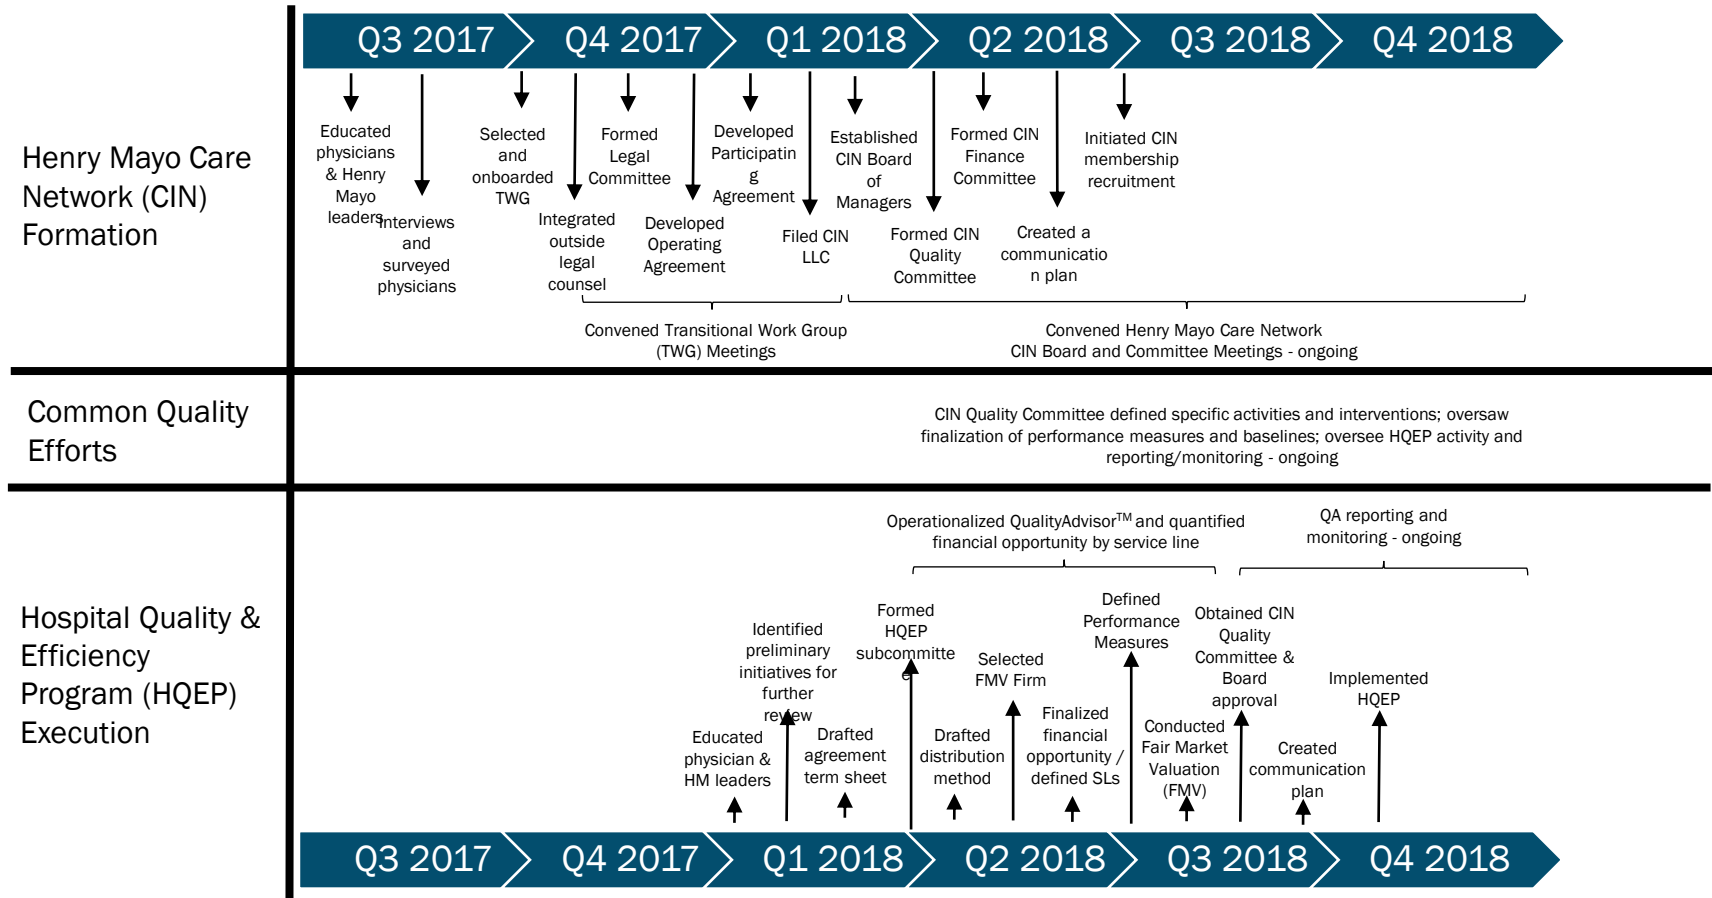 Q3 2017
Q4 2017
Q1 2018
Q2 2018
Q3 2018
Q4 2018
Henry Mayo Care
Network (CIN)
Formation
Educated
physicians
& Henry
Mayo
leaders
Interviews
and
surveyed
physicians
Selected
and
onboarded
TWG
Integrated
outside
legal
counsel
Formed
Legal
Committee
Developed
Operating
Agreement
Developed
Participatin
g
Agreement
Filed CIN
LLC
Established
CIN Board
of
Managers
Formed CIN
Quality
Committee
Formed CIN
Finance
Committee
Created a
communicatio
n plan
Initiated CIN
membership
recruitment
Convened Transitional Work Group
(TWG) Meetings
Convened Henry Mayo Care Network
CIN Board and Committee Meetings - ongoing
Common Quality
Efforts
CIN Quality Committee defined specific activities and interventions; oversaw
finalization of performance measures and baselines; oversee HQEP activity and
reporting/monitoring - ongoing
Hospital Quality &
Efficiency
Program (HQEP)
Execution
Operationalized QualityAdvisor™ and quantified
financial opportunity by service line
QA reporting and
monitoring - ongoing
Educated
physician &
HM leaders
Identified
preliminary
initiatives for
further
review
Drafted
agreement
term sheet
Formed
HQEP
subcommitte
e
Drafted
distribution
method
Selected
FMV Firm
Finalized
financial
opportunity /
defined SLs
Defined
Performance
Measures
Conducted
Fair Market
Valuation
(FMV)
Obtained CIN
Quality
Committee &
Board
approval
Created
communication
plan
Implemented
HQEP
Q3 2017
Q4 2017
Q1 2018
Q2 2018
Q3 2018
Q4 2018